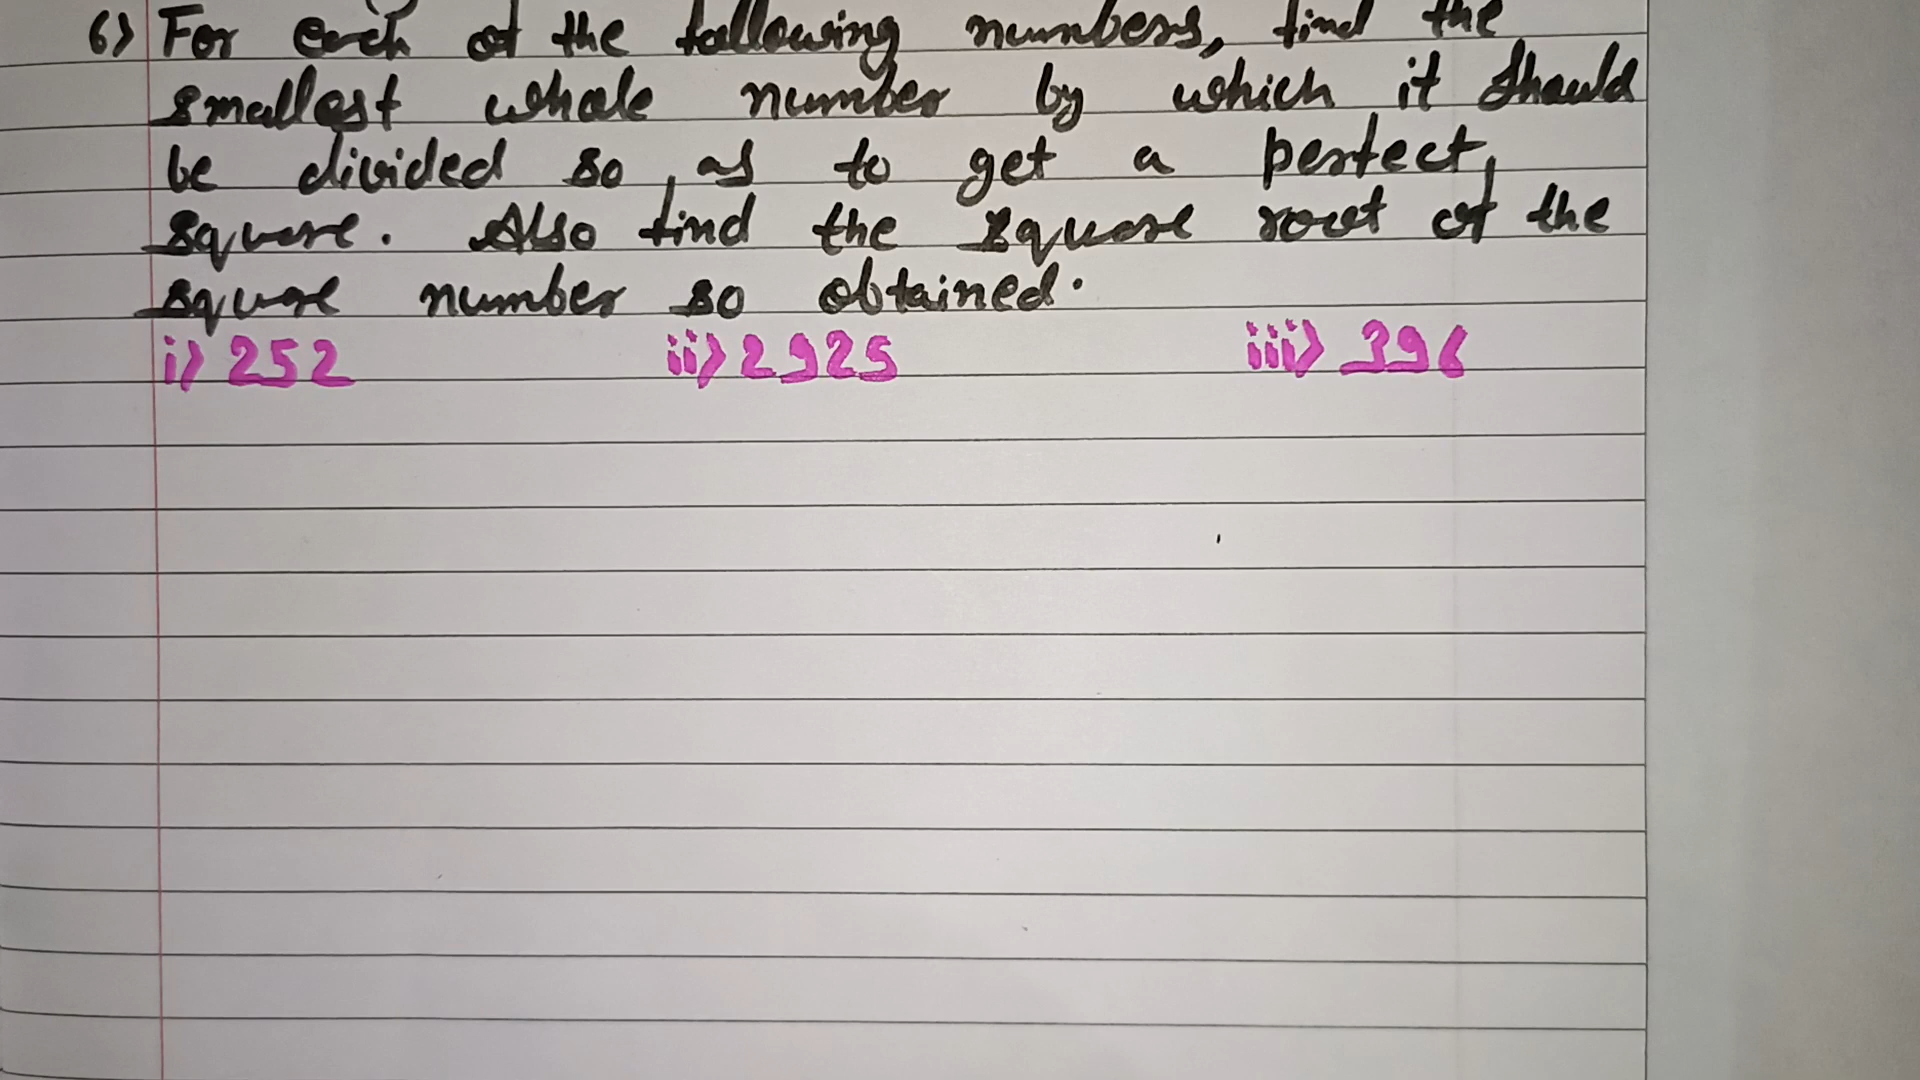 6) For each of the following numbers, find the
smallest whole number by which it should
be divided so, as to get a perfect,
square. Also find the square root of the
square number so obtained.
i) 252 ii) 2925 iii) 396